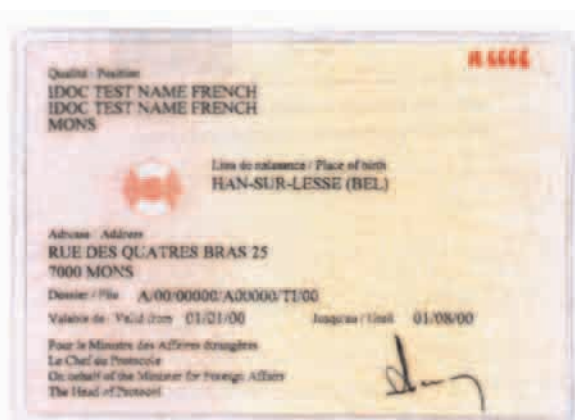 A 6666
Qualité - Position
IDOC TEST NAME FRENCH
IDOC TEST NAME FRENCH
MONS
Lieu de naissance / Place of birth
HAN-SUR-LESSE (BEL)
Adresse - Address
RUE DES QUATRES BRAS 25
7000 MONS
Dossier / File A/00/00000/A00000/TI/00
Valable de - Valid from 01/01/00 Jusqu'au / Until 01/08/00
Pour le Ministre des Affaires étrangères
Le Chef du Protocole
On behalf of the Minister for Foreign Affairs
The Head of Protocol